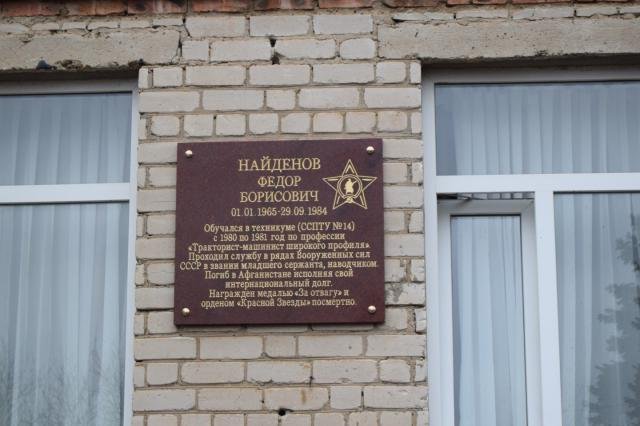 НАЙДЕНОВ
ФЕДОР
БОРИСОВИЧ
01.01.1965-29.09.1984
Обучался в техникуме (ССПТУ №14)
с 1980 по 1981 год по профессии
«Тракторист-машинист широкого профиля».
Проходил службу в рядах Вооруженных сил
СССР в звании младшего сержанта, наводчиком.
Погиб в Афганистане исполняя свой
интернациональный долг.
Награжден медалью «За отвагу» и
орденом «Красной Звезды» посмертно.